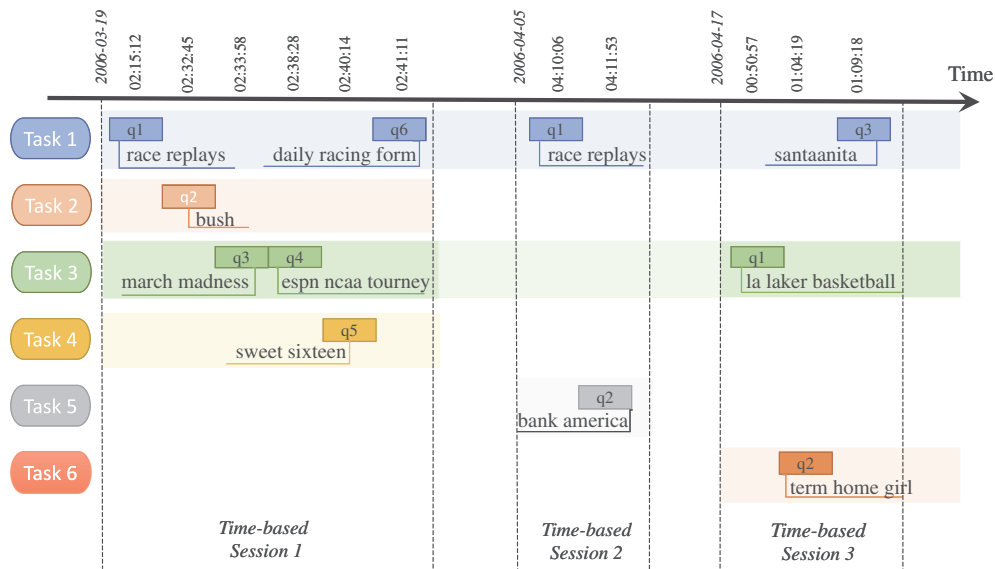 2006-03-19
02:15:12
02:32:45
02:33:58
02:38:28
02:40:14
02:41:11
2006-04-05
04:10:06
04:11:53
2006-04-17
00:50:57
01:04:19
01:09:18
Time
Task 1
q1
race replays
q6
daily racing form
q1
race replays
q3
santaanita
Task 2
q2
bush
Task 3
q3
march madness
q4
espn ncaa tourney
q1
la laker basketball
Task 4
q5
sweet sixteen
Task 5
q2
bank america
Task 6
q2
term home girl
Time-based
Session 1
Time-based
Session 2
Time-based
Session 3